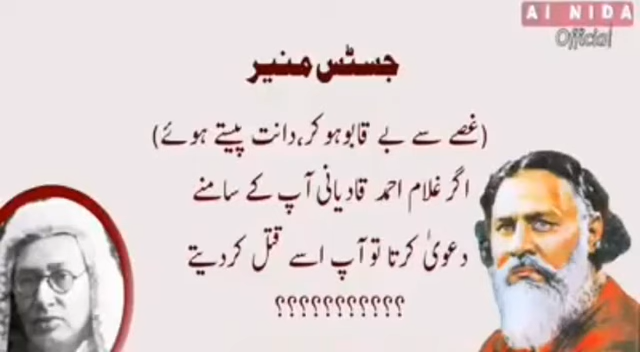 AI NIDA
Official
جسٹس منیر
(غصے سے بے قابو ہو کر، دانت پیستے ہوئے)
اگر غلام احمد قادیانی آپ کے سامنے
دعویٰ کرتا تو آپ اسے قتل کر دیتے
؟؟؟؟؟؟؟؟؟؟؟